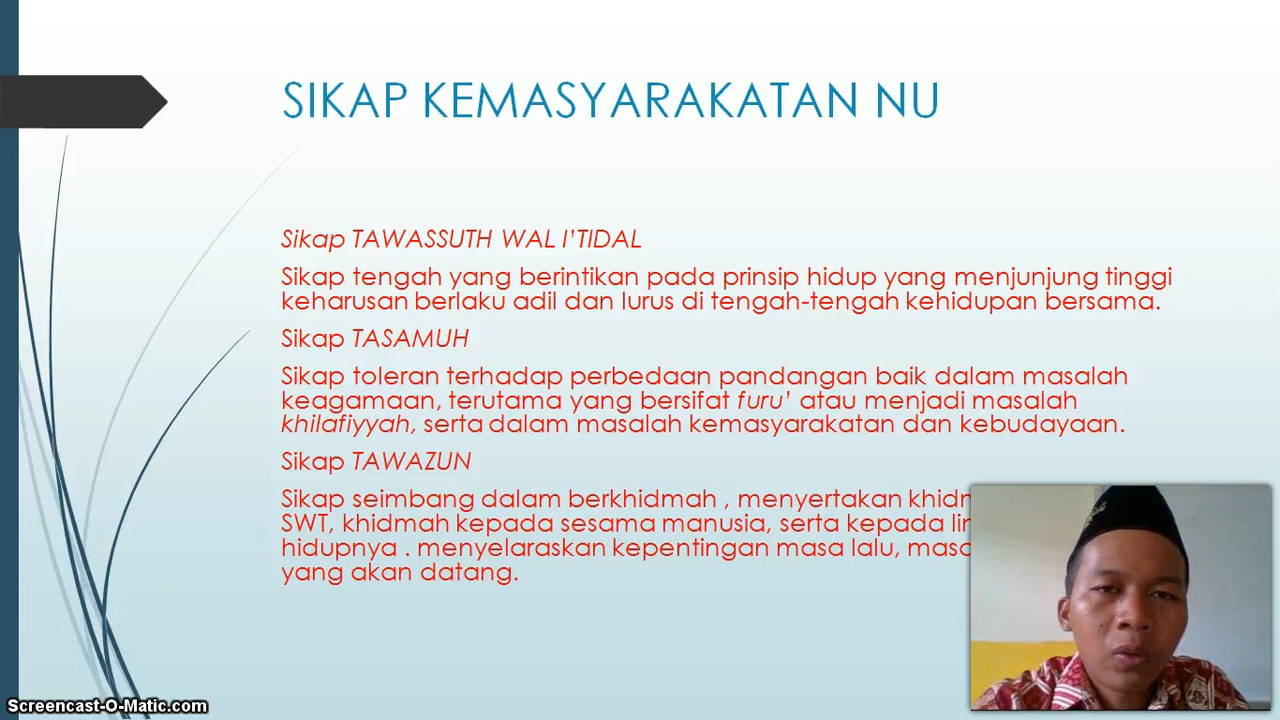 SIKAP KEMASYARAKATAN NU
Sikap TAWASSUTH WAL I’TIDAL
Sikap tengah yang berintikan pada prinsip hidup yang menjunjung tinggi
keharusan berlaku adil dan lurus di tengah-tengah kehidupan bersama.
Sikap TASAMUH
Sikap toleran terhadap perbedaan pandangan baik dalam masalah
keagamaan, terutama yang bersifat furu’ atau menjadi masalah
khilafiyyah, serta dalam masalah kemasyarakatan dan kebudayaan.
Sikap TAWAZUN
Sikap seimbang dalam berkhidmah , menyertakan
SWT, khidmah kepada sesama manusia, serta kepada
hidupnya . menyelaraskan kepentingan masa lalu,
yang akan datang.
Screencast-O-Matic.com